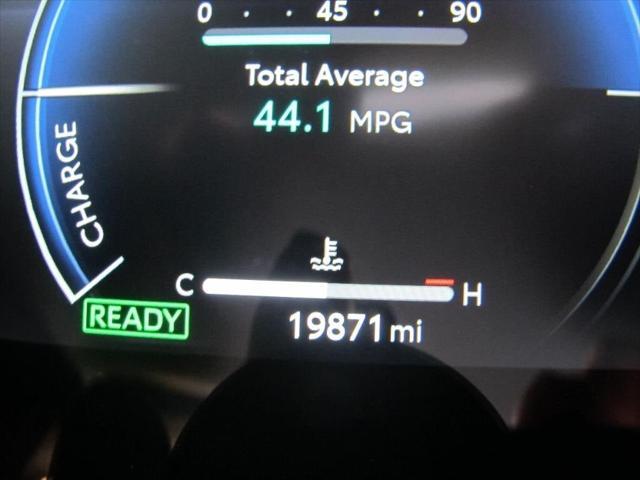 0 45 90
Total Average
44.1 MPG
CHARGE
C H
READY
19871 mi